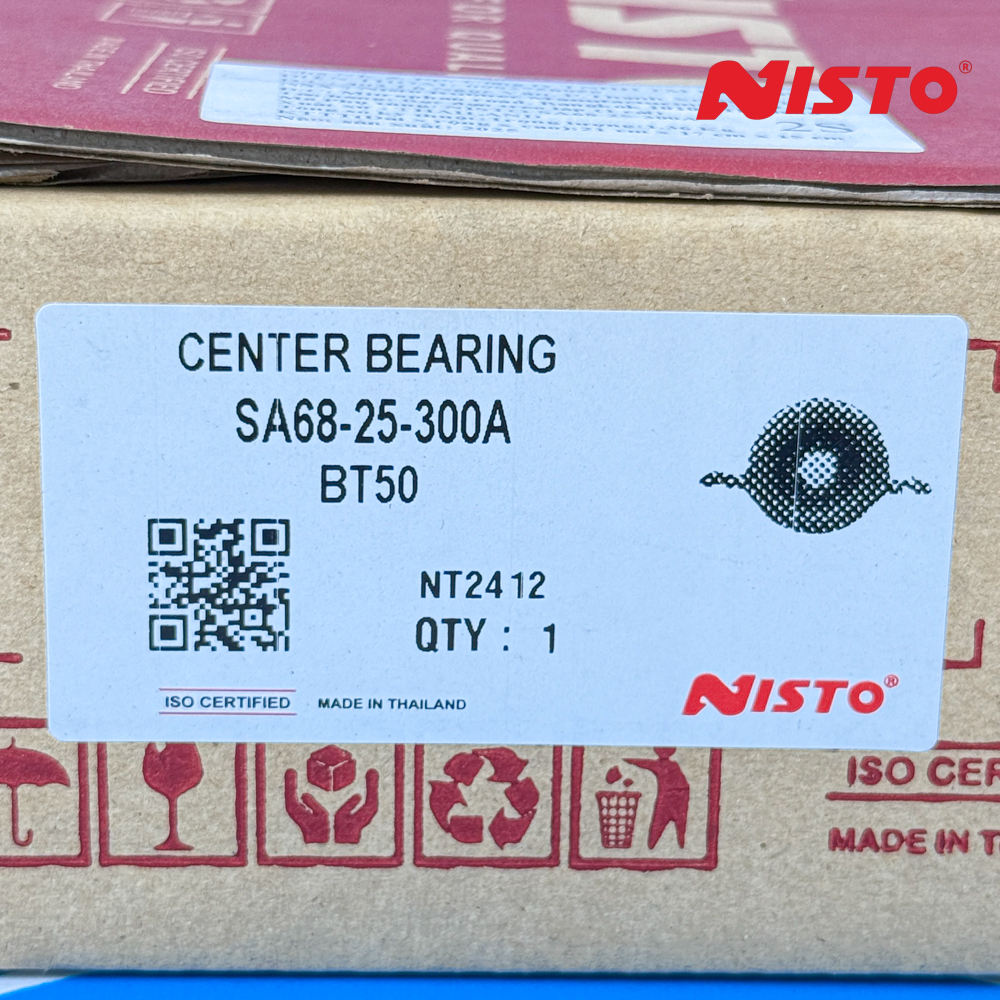 NISTO®
CENTER BEARING
SA68-25-300A
BT50
NT2412
QTY : 1
ISO CERTIFIED
MADE IN THAILAND
NISTO®
ISO CER
MADE IN T